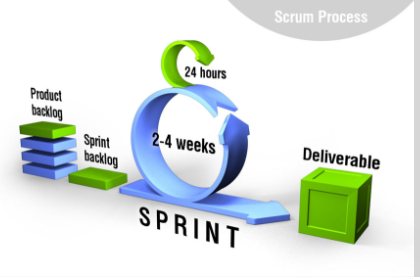 Scrum Process
24 hours
Product
backlog
Sprint
backlog
2-4 weeks
Deliverable
SPRINT